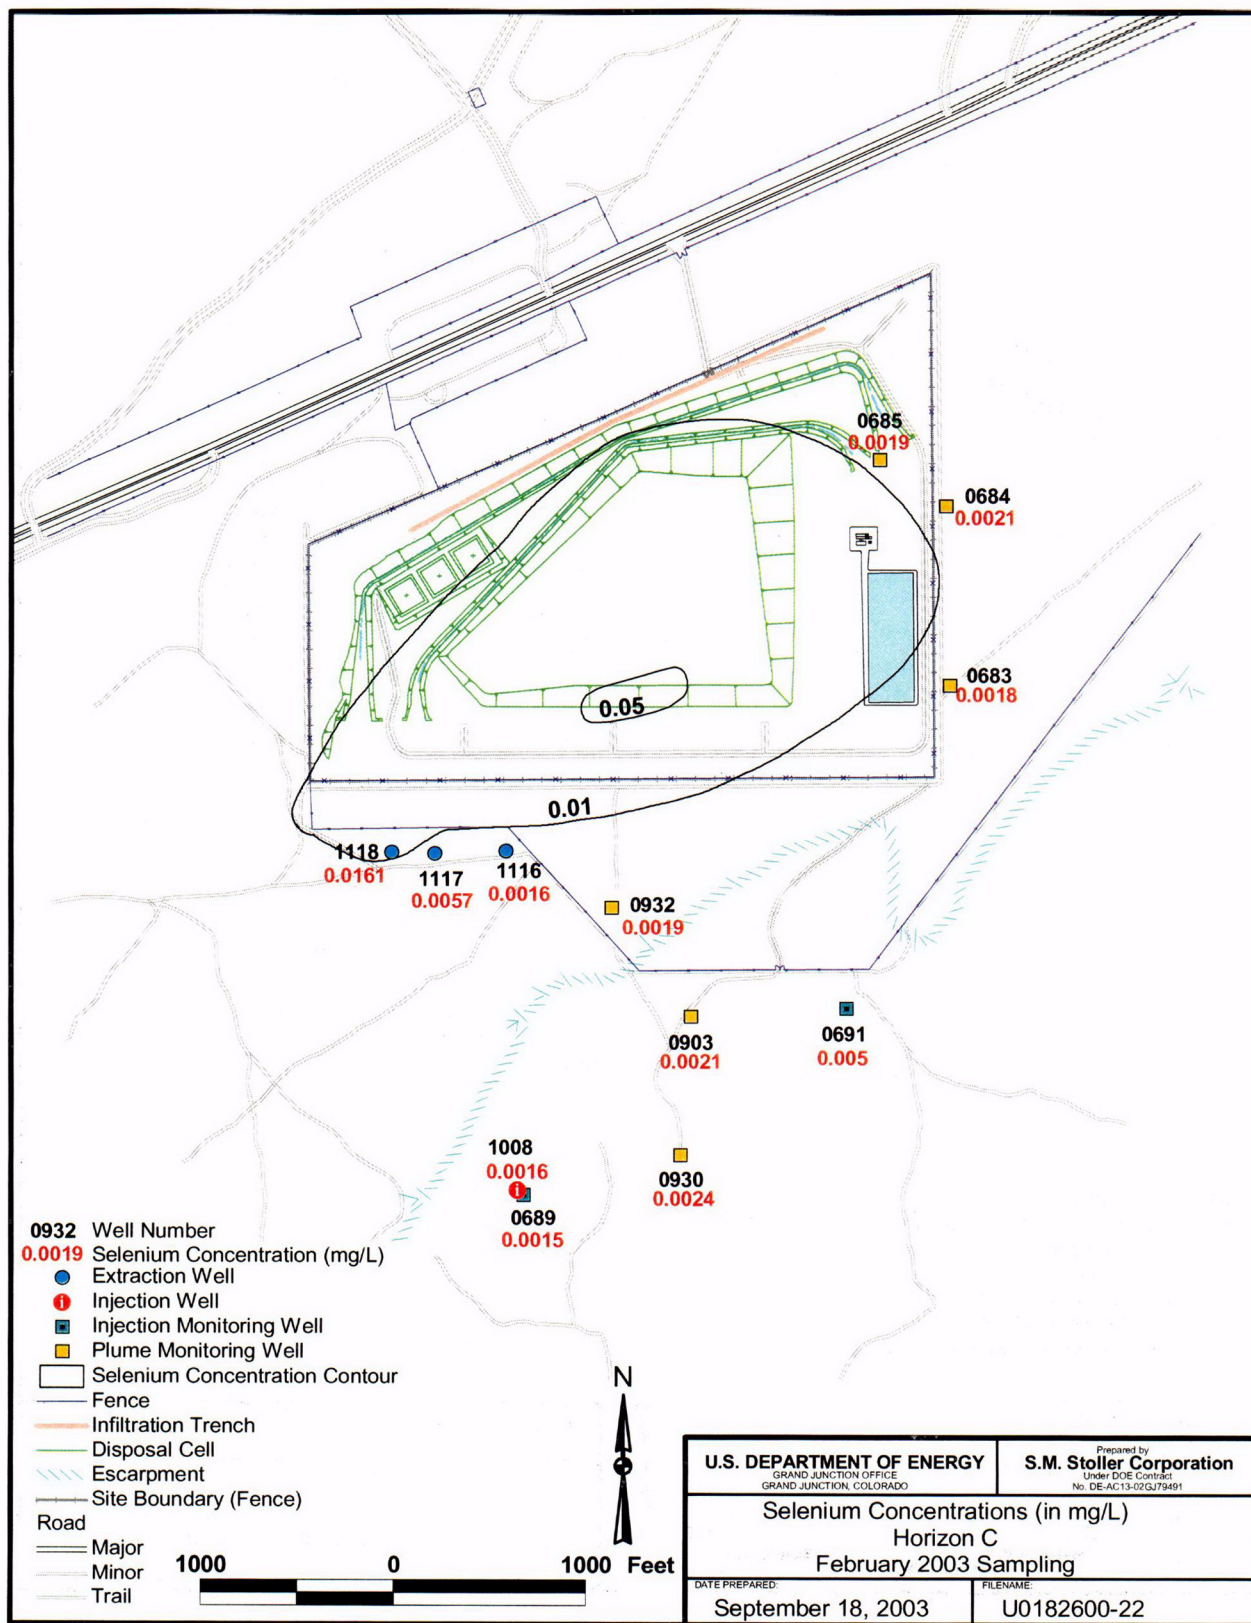 0685
0.0019
0684
0.0021
0683
0.0018
0.05
0.01
1118
0.0161
1117
0.0057
1116
0.0016
0932
0.0019
0903
0.0021
0691
0.005
1008
0.0016
i
0689
0.0015
0930
0.0024
0932 Well Number
0.0019 Selenium Concentration (mg/L)
Extraction Well
i Injection Well
Injection Monitoring Well
Plume Monitoring Well
Selenium Concentration Contour
Fence
Infiltration Trench
Disposal Cell
Escarpment
Site Boundary (Fence)
Road
Major
Minor
Trail
N
1000 0 1000 Feet
U.S. DEPARTMENT OF ENERGY
GRAND JUNCTION OFFICE
GRAND JUNCTION, COLORADO
Prepared by
S.M. Stoller Corporation
Under DOE Contract
No. DE-AC13-02GJ79491
Selenium Concentrations (in mg/L)
Horizon C
February 2003 Sampling
DATE PREPARED:
September 18, 2003
FILENAME:
U0182600-22